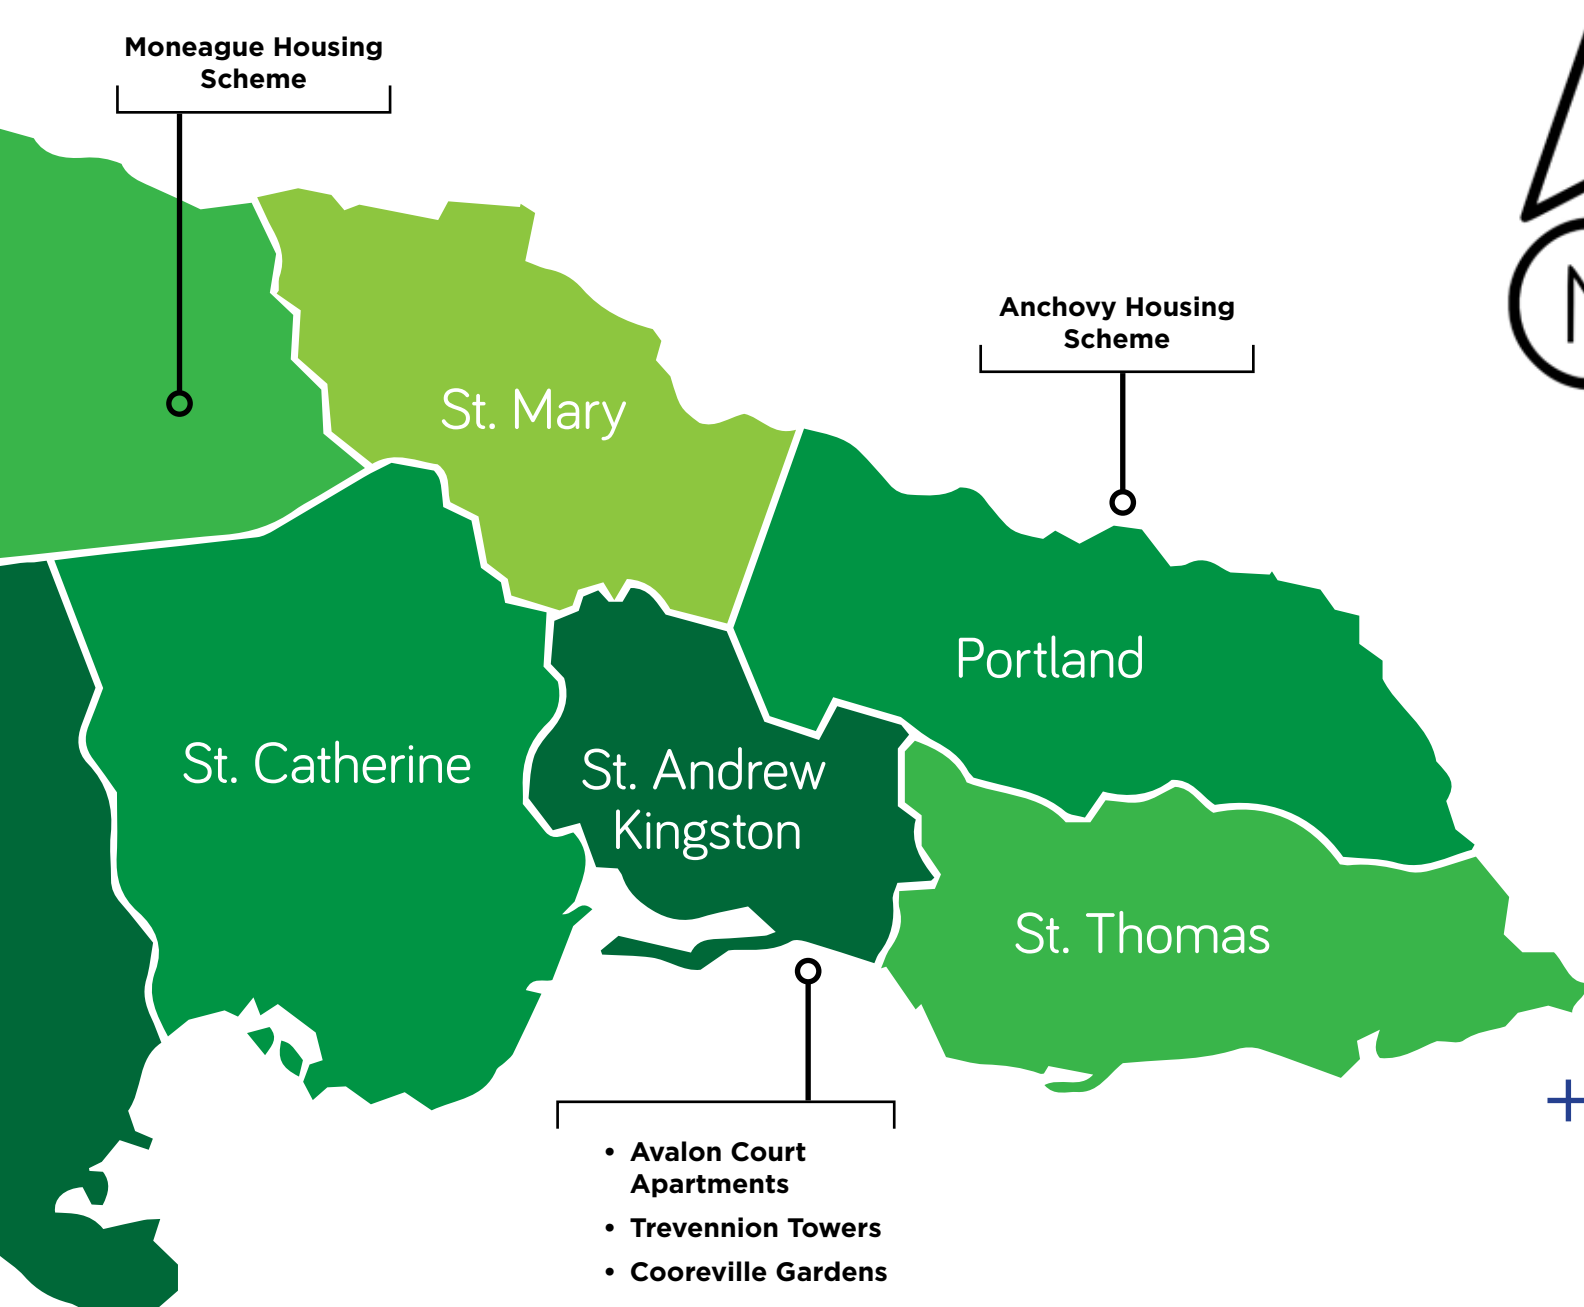 Moneague Housing
Scheme
Anchovy Housing
Scheme
St. Mary
Portland
St. Catherine
St. Andrew
Kingston
St. Thomas
• Avalon Court
Apartments
• Trevennion Towers
• Cooreville Gardens